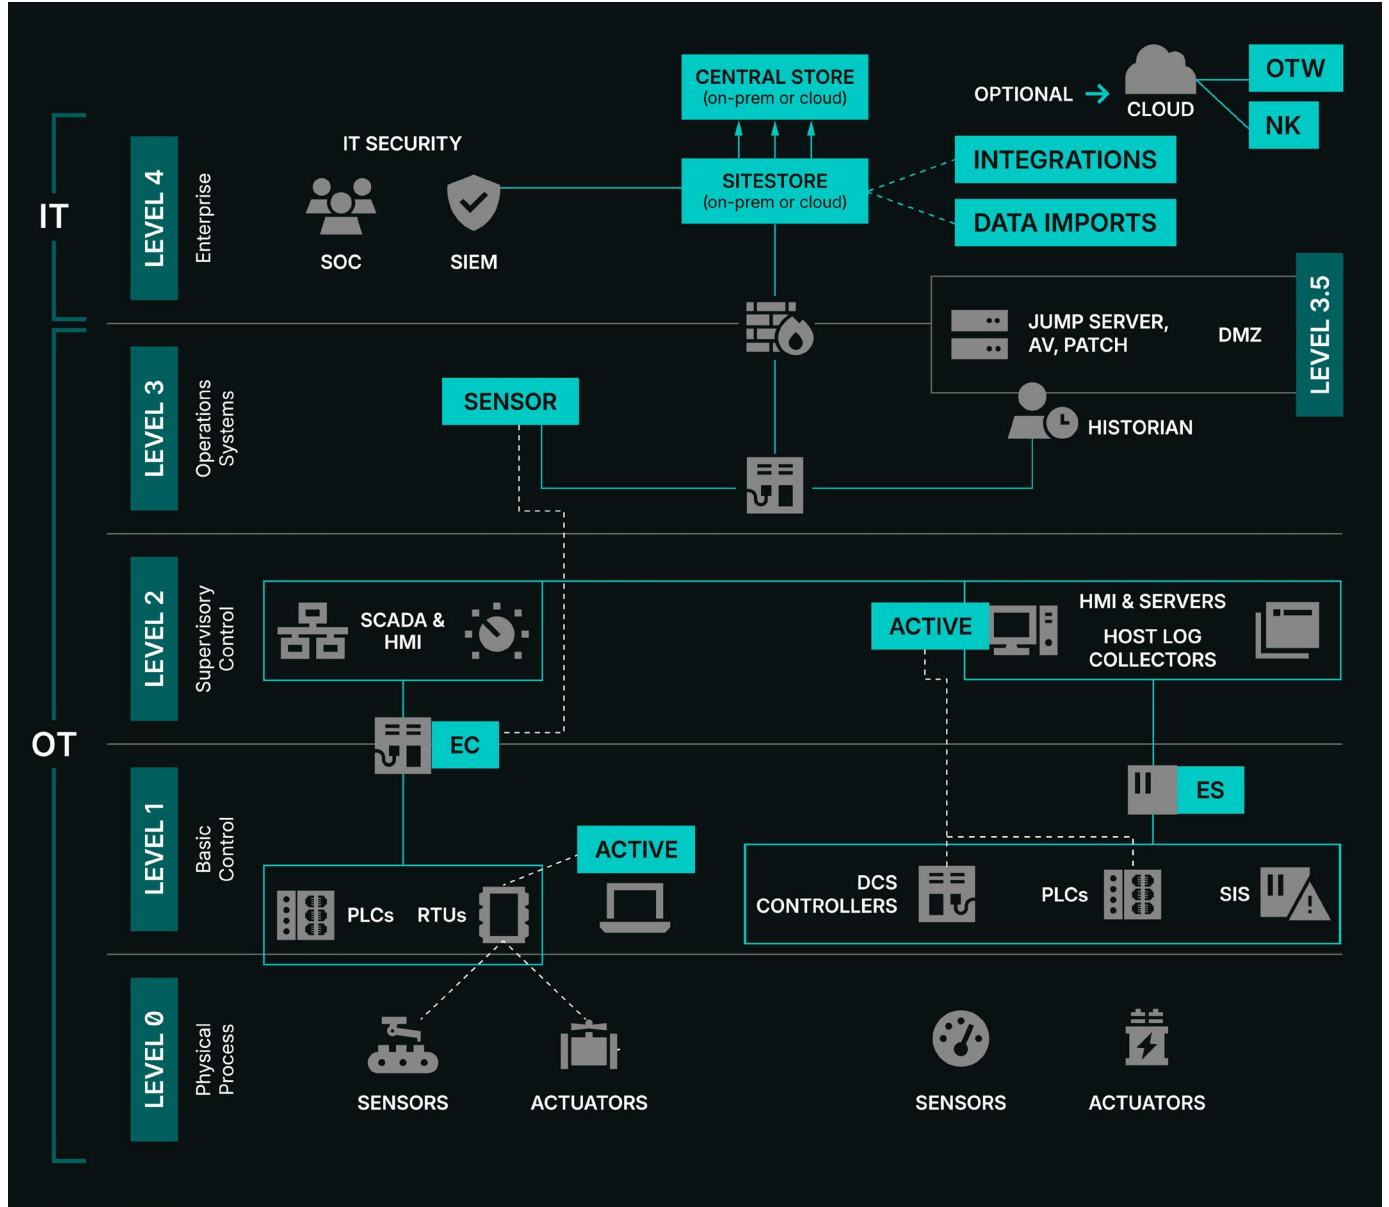 CENTRAL STORE
(on-prem or cloud)
OPTIONAL
CLOUD
OTW
NK
IT
LEVEL 4
Enterprise
IT SECURITY
SOC
SIEM
SITESTORE
(on-prem or cloud)
INTEGRATIONS
DATA IMPORTS
JUMP SERVER,
AV, PATCH
DMZ
LEVEL 3.5
LEVEL 3
Operations
Systems
SENSOR
HISTORIAN
OT
LEVEL 2
Supervisory
Control
SCADA &
HMI
ACTIVE
HMI & SERVERS
HOST LOG
COLLECTORS
EC
LEVEL 1
Basic
Control
ES
ACTIVE
PLCs
RTUs
DCS
CONTROLLERS
PLCs
SIS
LEVEL 0
Physical
Process
SENSORS
ACTUATORS
SENSORS
ACTUATORS